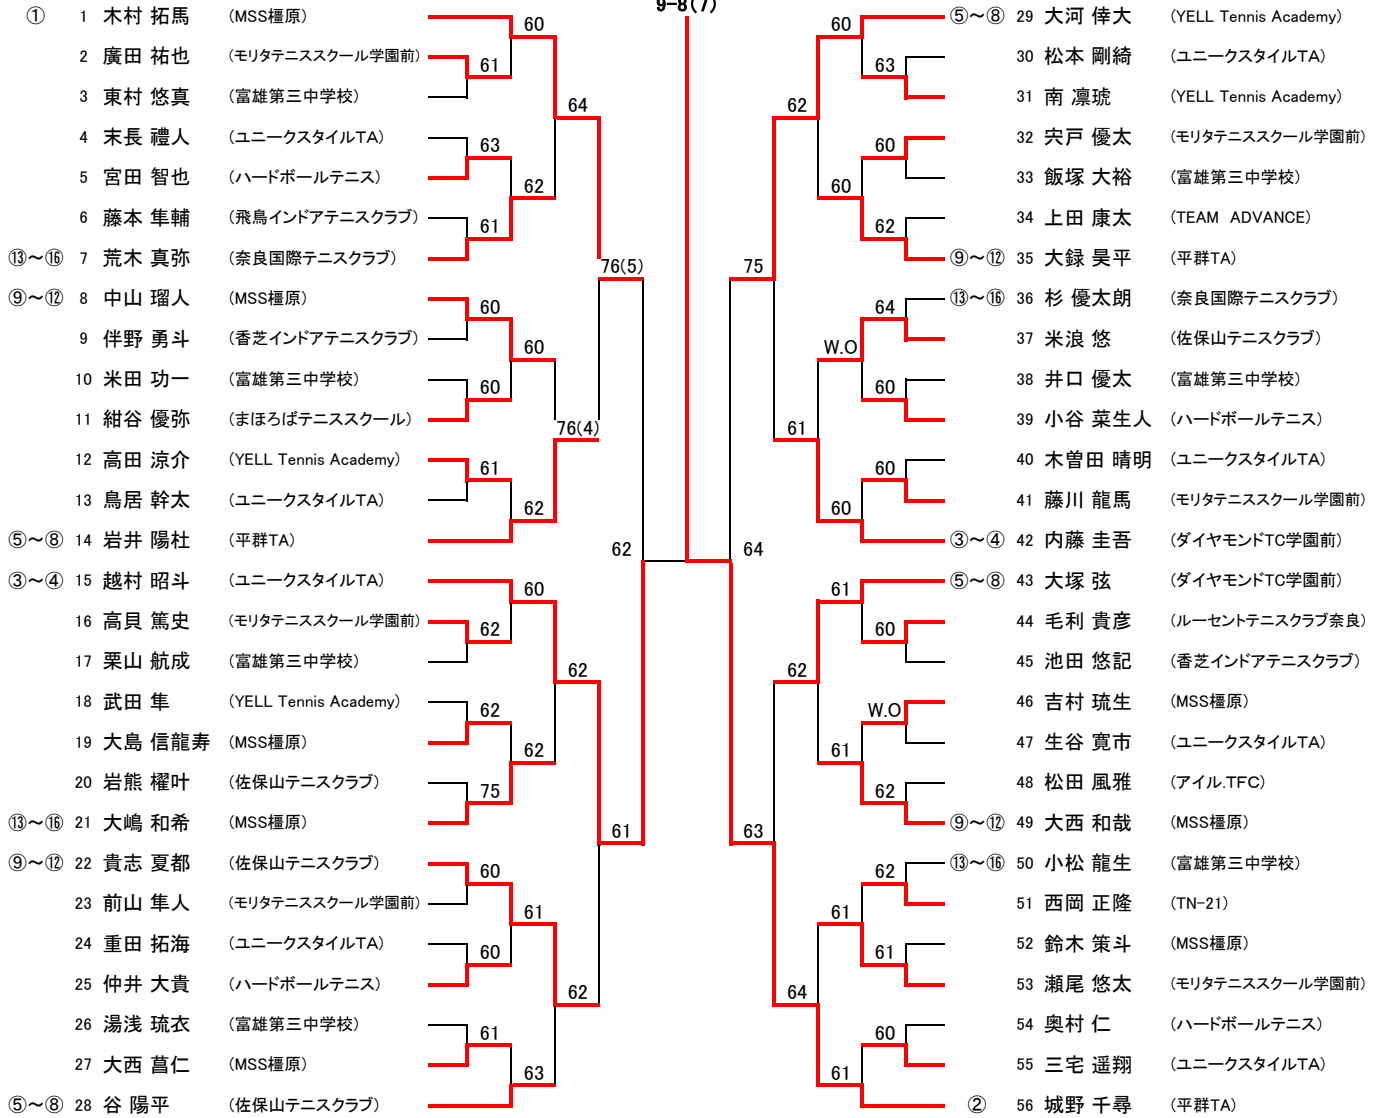 9-8(7)
① 1 木村 拓馬 (MSS橿原)
2 廣田 祐也 (モリタテニススクール学園前)
3 東村 悠真 (富雄第三中学校)
4 末長 禮人 (ユニークスタイルTA)
5 宮田 智也 (ハードボールテニス)
6 藤本 隼輔 (飛鳥インドアテニスクラブ)
⑬～⑯ 7 荒木 真弥 (奈良国際テニスクラブ)
⑨～⑫ 8 中山 瑠人 (MSS橿原)
9 伴野 勇斗 (香芝インドアテニスクラブ)
10 米田 功一 (富雄第三中学校)
11 紺谷 優弥 (まほろばテニススクール)
12 高田 涼介 (YELL Tennis Academy)
13 鳥居 幹太 (ユニークスタイルTA)
⑤～⑧ 14 岩井 陽杜 (平群TA)
③～④ 15 越村 昭斗 (ユニークスタイルTA)
16 高貝 篤史 (モリタテニススクール学園前)
17 栗山 航成 (富雄第三中学校)
18 武田 隼 (YELL Tennis Academy)
19 大島 信龍寿 (MSS橿原)
20 岩熊 櫂叶 (佐保山テニスクラブ)
⑬～⑯ 21 大嶋 和希 (MSS橿原)
⑨～⑫ 22 貴志 夏都 (佐保山テニスクラブ)
23 前山 隼人 (モリタテニススクール学園前)
24 重田 拓海 (ユニークスタイルTA)
25 仲井 大貴 (ハードボールテニス)
26 湯浅 琉衣 (富雄第三中学校)
27 大西 菖仁 (MSS橿原)
⑤～⑧ 28 谷 陽平 (佐保山テニスクラブ)
61
63
61
60
60
61
62
62
75
60
60
61
60
62
60
62
60
62
61
63
64
76(4)
62
62
76(5)
61
62
64
75
63
62
61
62
64
60
60
W.O
60
61
61
61
61
63
60
62
64
60
60
60
W.O
62
62
61
60
⑤～⑧ 29 大河 倖大 (YELL Tennis Academy)
30 松本 剛綺 (ユニークスタイルTA)
31 南 凛琥 (YELL Tennis Academy)
32 宍戸 優太 (モリタテニススクール学園前)
33 飯塚 大裕 (富雄第三中学校)
34 上田 康太 (TEAM ADVANCE)
⑨～⑫ 35 大録 昊平 (平群TA)
⑬～⑯ 36 杉 優太朗 (奈良国際テニスクラブ)
37 米浪 悠 (佐保山テニスクラブ)
38 井口 優太 (富雄第三中学校)
39 小谷 菜生人 (ハードボールテニス)
40 木曽田 晴明 (ユニークスタイルTA)
41 藤川 龍馬 (モリタテニススクール学園前)
③～④ 42 内藤 圭吾 (ダイヤモンドTC学園前)
⑤～⑧ 43 大塚 弦 (ダイヤモンドTC学園前)
44 毛利 貴彦 (ルーセントテニスクラブ奈良)
45 池田 悠記 (香芝インドアテニスクラブ)
46 吉村 琉生 (MSS橿原)
47 生谷 寛市 (ユニークスタイルTA)
48 松田 風雅 (アイル.TFC)
⑨～⑫ 49 大西 和哉 (MSS橿原)
⑬～⑯ 50 小松 龍生 (富雄第三中学校)
51 西岡 正隆 (TN-21)
52 鈴木 策斗 (MSS橿原)
53 瀬尾 悠太 (モリタテニススクール学園前)
54 奥村 仁 (ハードボールテニス)
55 三宅 遥翔 (ユニークスタイルTA)
② 56 城野 千尋 (平群TA)